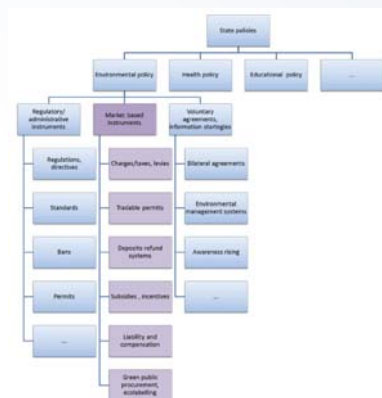 State policies
Environmental policy
Health policy
Educational policy
...
Regulatory/
administrative
instruments
Market based
instruments
Voluntary
agreements,
information startegies
Regulations,
directives
Standards
Bans
Permits
...
Charges/taxes, levies
Tradable permits
Deposits refund
systems
Subsidies , incentives
Liability and
compensation
Green public
procurement,
ecolabelling
Bilateral agreements
Environmental
management systems
Awareness rising
...